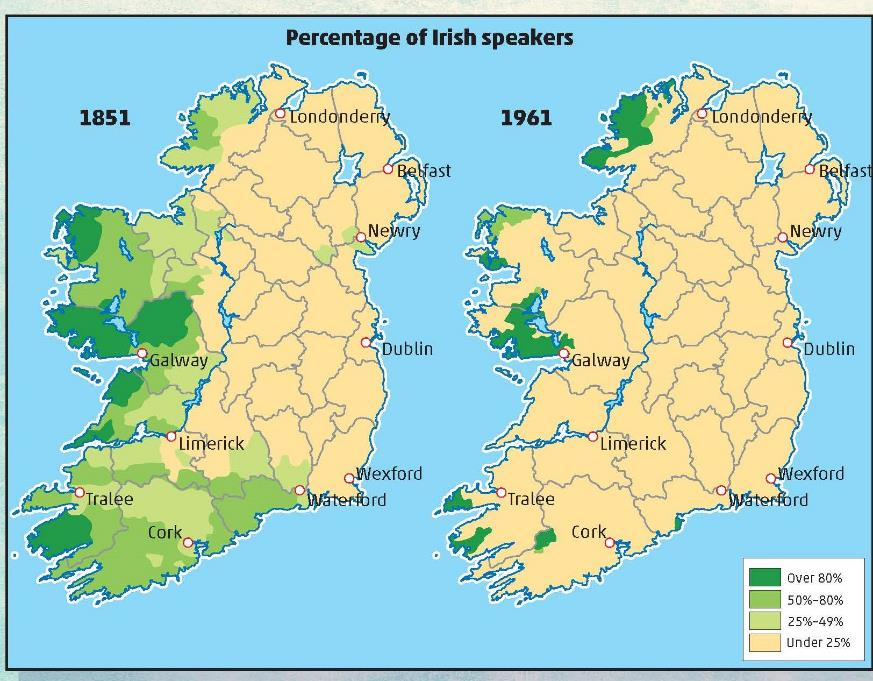 Percentage of Irish speakers
1851
Londonderry
Belfast
Newry
Galway
Dublin
Limerick
Wexford
Tralee
Waterford
Cork
1961
Londonderry
Belfast
Newry
Galway
Dublin
Limerick
Wexford
Tralee
Waterford
Cork
Over 80%
50%-80%
25%-49%
Under 25%